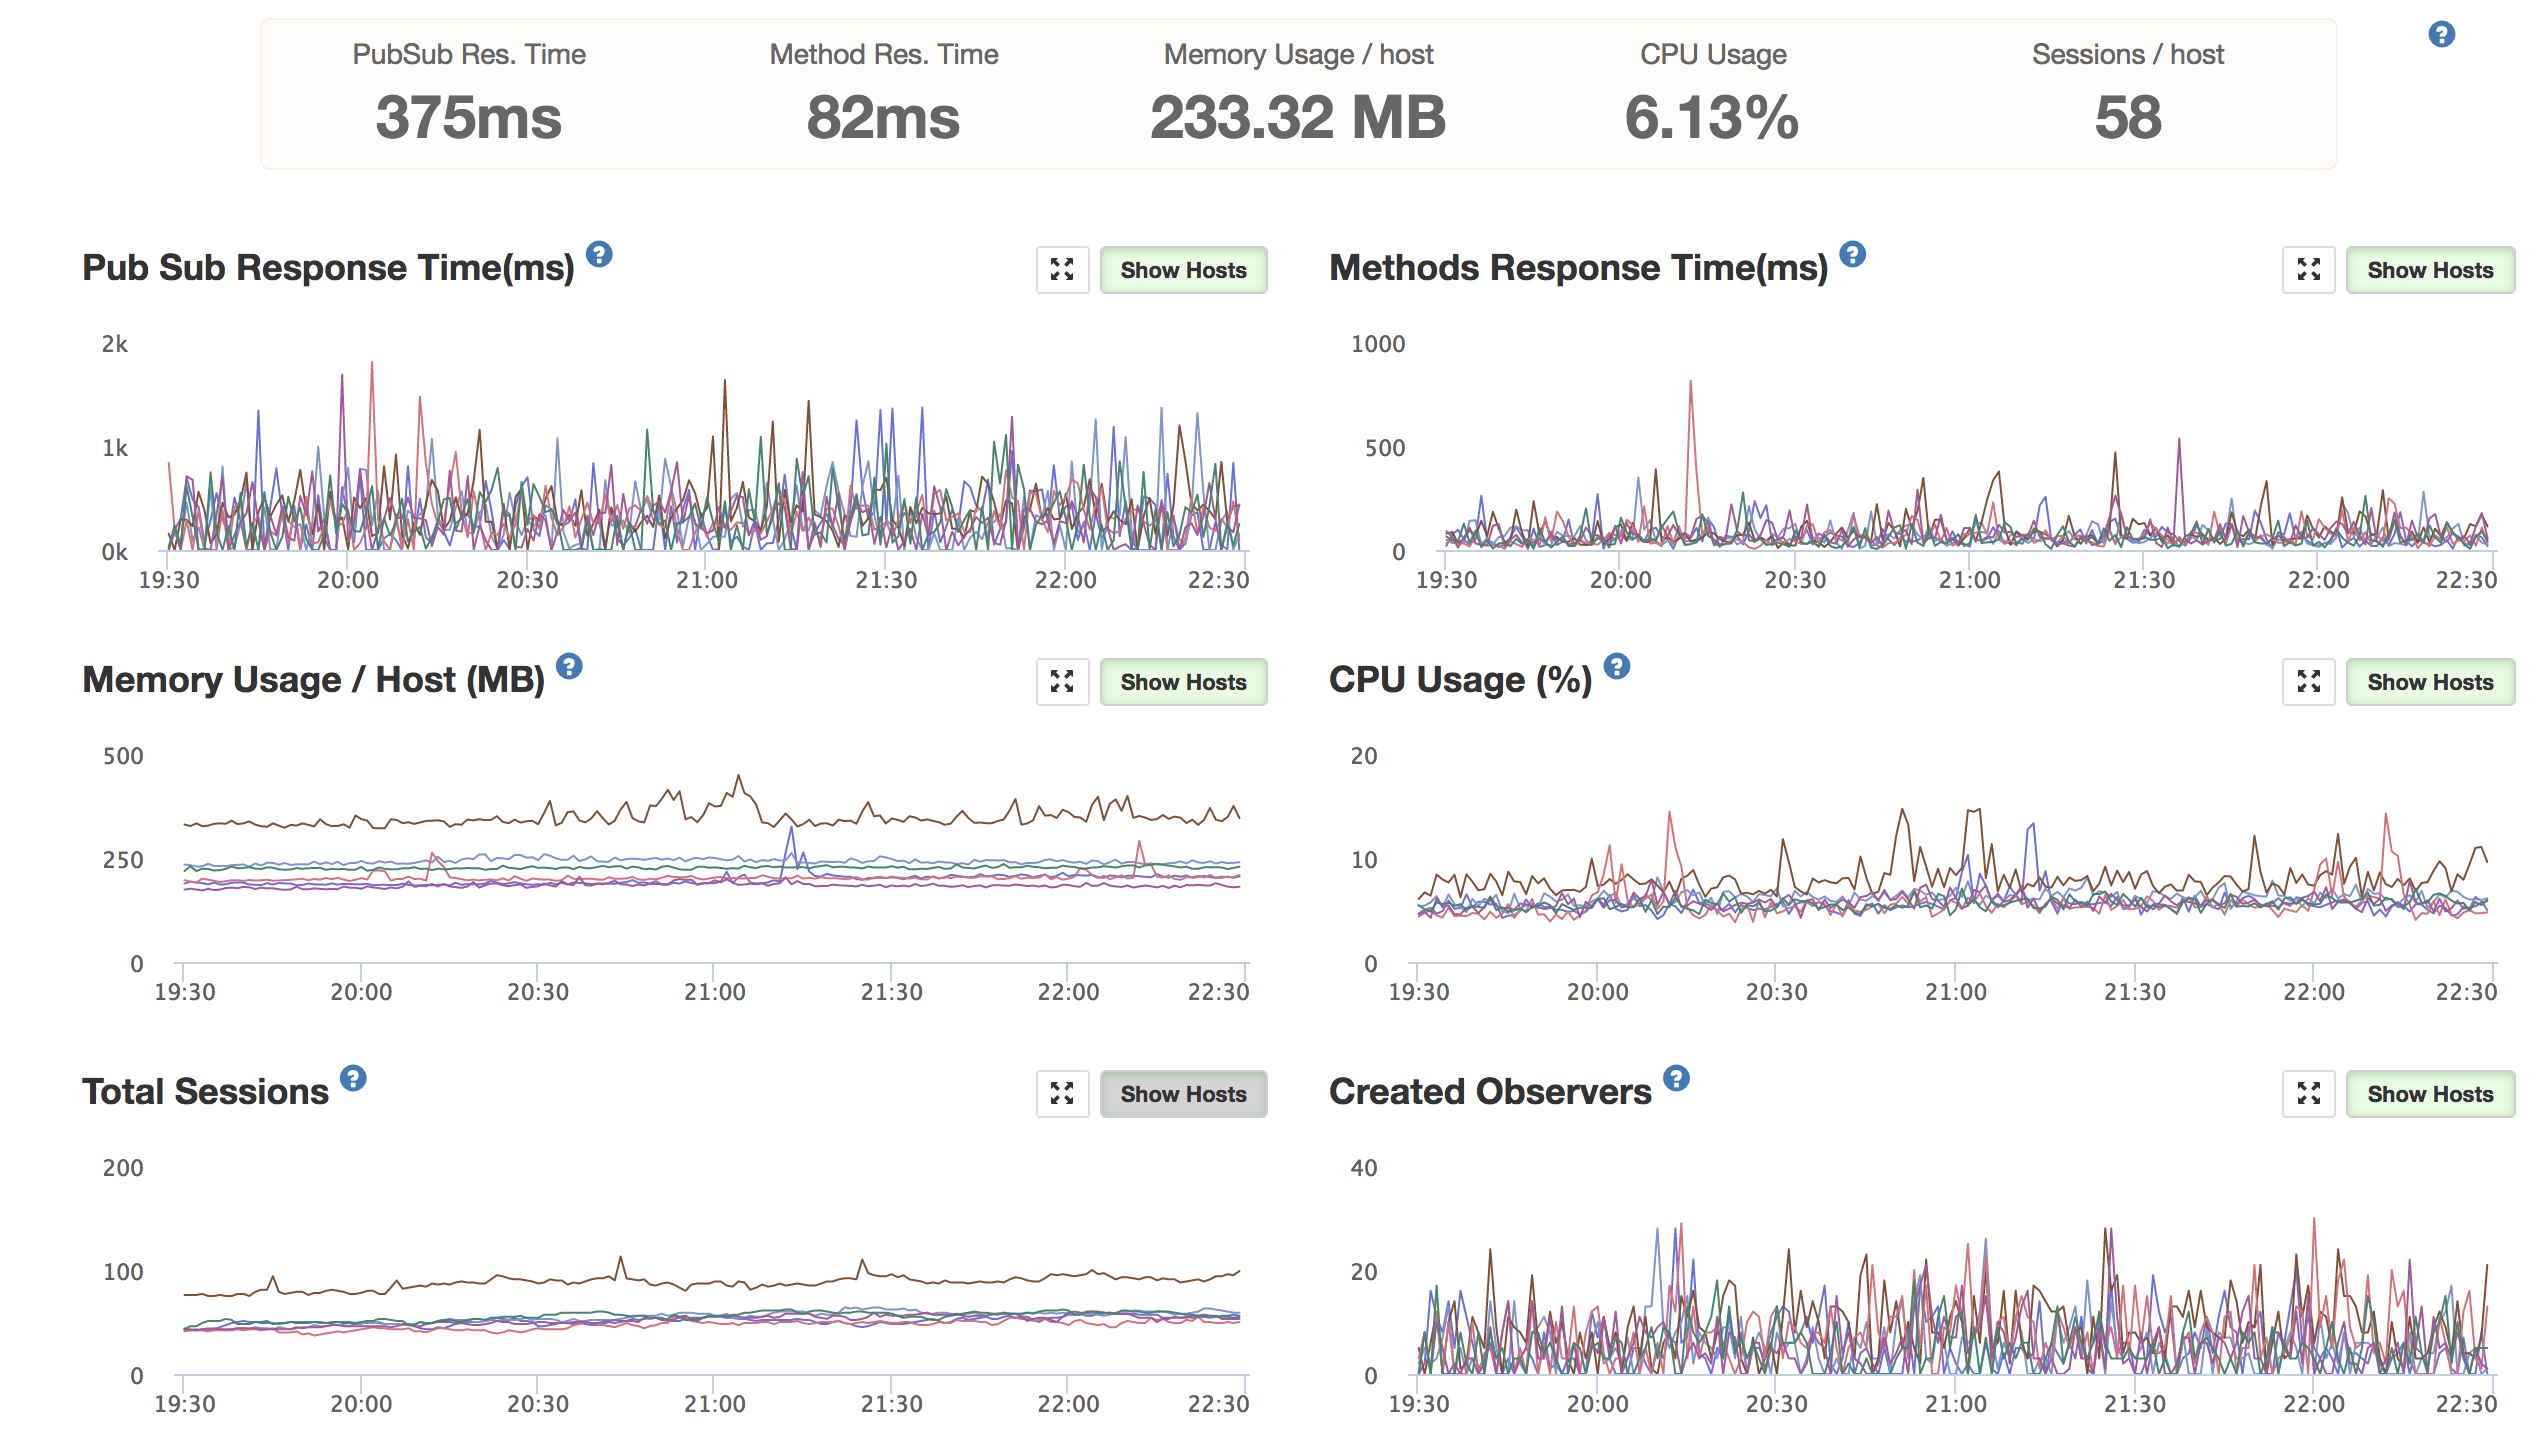 PubSub Res. Time
375ms
Method Res. Time
82ms
Memory Usage / host
233.32 MB
CPU Usage
6.13%
Sessions / host
58
?
Pub Sub Response Time(ms) ?
Show Hosts
2k
1k
0k
19:30 20:00 20:30 21:00 21:30 22:00 22:30
Methods Response Time(ms) ?
Show Hosts
1000
500
0
19:30 20:00 20:30 21:00 21:30 22:00 22:30
Memory Usage / Host (MB) ?
Show Hosts
500
250
0
19:30 20:00 20:30 21:00 21:30 22:00 22:30
CPU Usage (%) ?
Show Hosts
20
10
0
19:30 20:00 20:30 21:00 21:30 22:00 22:30
Total Sessions ?
Show Hosts
200
100
0
19:30 20:00 20:30 21:00 21:30 22:00 22:30
Created Observers ?
Show Hosts
40
20
0
19:30 20:00 20:30 21:00 21:30 22:00 22:30